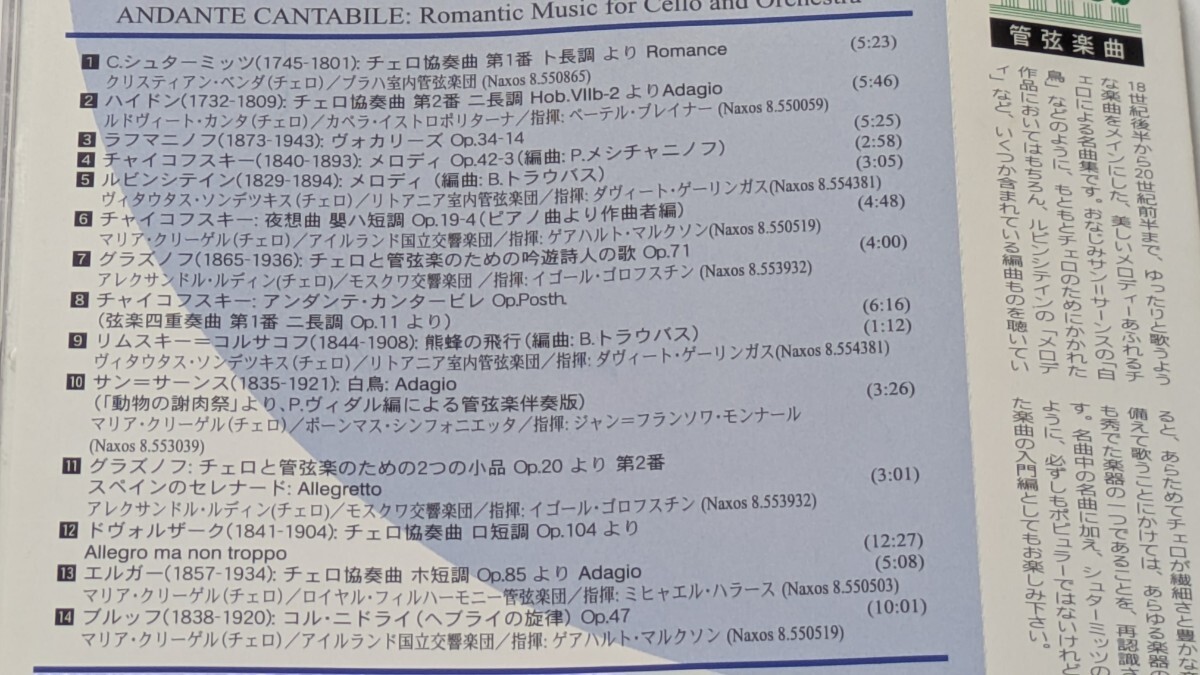 ANDANTE CANTABILE: Romantic Music for Cello and Orchestra
1 C.シュターミッツ(1745-1801): チェロ協奏曲 第1番 ト長調 より Romance (5:23)
クリスティアン・ベンダ(チェロ)／プラハ室内管弦楽団 (Naxos 8.550865)
2 ハイドン(1732-1809): チェロ協奏曲 第2番 ニ長調 Hob.VIIb-2 よりAdagio (5:46)
ルドヴィート・カンタ(チェロ)／カペラ・イストロポリターナ／指揮: ペーテル・ブレイナー (Naxos 8.550059)
3 ラフマニノフ(1873-1943): ヴォカリーズ Op.34-14 (5:25)
4 チャイコフスキー(1840-1893): メロディ Op.42-3(編曲: P.メシチャニノフ) (2:58)
5 ルビンシテイン(1829-1894): メロディ (編曲: B.トラウバス) (3:05)
ヴィタウタス・ソンデツキス(チェロ)／リトアニア室内管弦楽団／指揮: ダヴィート・ゲーリンガス(Naxos 8.554381)
6 チャイコフスキー: 夜想曲 嬰ハ短調 Op.19-4(ピアノ曲より作曲者編) (4:48)
マリア・クリーゲル(チェロ)／アイルランド国立交響楽団／指揮: ゲアハルト・マルクソン(Naxos 8.550519)
7 グラズノフ(1865-1936): チェロと管弦楽のための吟遊詩人の歌 Op.71 (4:00)
アレクサンドル・ルディン(チェロ)／モスクワ交響楽団 ／指揮: イゴール・ゴロフスチン (Naxos 8.553932)
8 チャイコフスキー: アンダンテ・カンタービレ Op.Posth.
(弦楽四重奏曲 第1番 ニ長調 Op.11 より) (6:16)
9 リムスキー＝コルサコフ(1844-1908): 熊蜂の飛行(編曲: B.トラウバス) (1:12)
ヴィタウタス・ソンデツキス(チェロ)／リトアニア室内管弦楽団／指揮: ダヴィート・ゲーリンガス(Naxos 8.554381)
10 サン＝サーンス(1835-1921): 白鳥: Adagio (3:26)
(「動物の謝肉祭」より、P.ヴィダル編による管弦楽伴奏版)
マリア・クリーゲル(チェロ)／ボーンマス・シンフォニエッタ／指揮: ジャン＝フランソワ・モンナール
(Naxos 8.553039)
11 グラズノフ: チェロと管弦楽のための2つの小品 Op.20 より 第2番
スペインのセレナード: Allegretto (3:01)
アレクサンドル・ルディン(チェロ)／モスクワ交響楽団／指揮: イゴール・ゴロフスチン (Naxos 8.553932)
12 ドヴォルザーク(1841-1904): チェロ協奏曲 ロ短調 Op.104 より
Allegro ma non troppo (12:27)
13 エルガー(1857-1934): チェロ協奏曲 ホ短調 Op.85 より Adagio (5:08)
マリア・クリーゲル(チェロ)／ロイヤル・フィルハーモニー管弦楽団／指揮: ミヒャエル・ハラース (Naxos 8.550503)
14 ブルッフ(1838-1920): コル・ニドライ(ヘブライの旋律) Op.47 (10:01)
マリア・クリーゲル(チェロ)／アイルランド国立交響楽団／指揮: ゲアハルト・マルクソン(Naxos 8.550519)
管弦楽曲
18世紀後半から20世紀前半まで、ゆったりと歌うよう
な楽曲をメインにした、美しいメロディーあふれるチ
ェロによる名曲集です。おなじみサン＝サーンスの「白
鳥」などのように、もともとチェロのためにかかれた
作品においてはもちろん、ルビンシテインの「メロデ
ィ」など、いくつか含まれている編曲ものを聴いてい
ると、あらためてチェロが繊細さと豊かな
備えて歌うことにかけては、あらゆる楽器の
も秀でた楽器の一つであることを、再認識さ
す。名曲中の名曲に加え、シュターミッツの
ように、必ずしもポピュラーではないけれど
た楽曲の入門編としてもお楽しみ下さい。